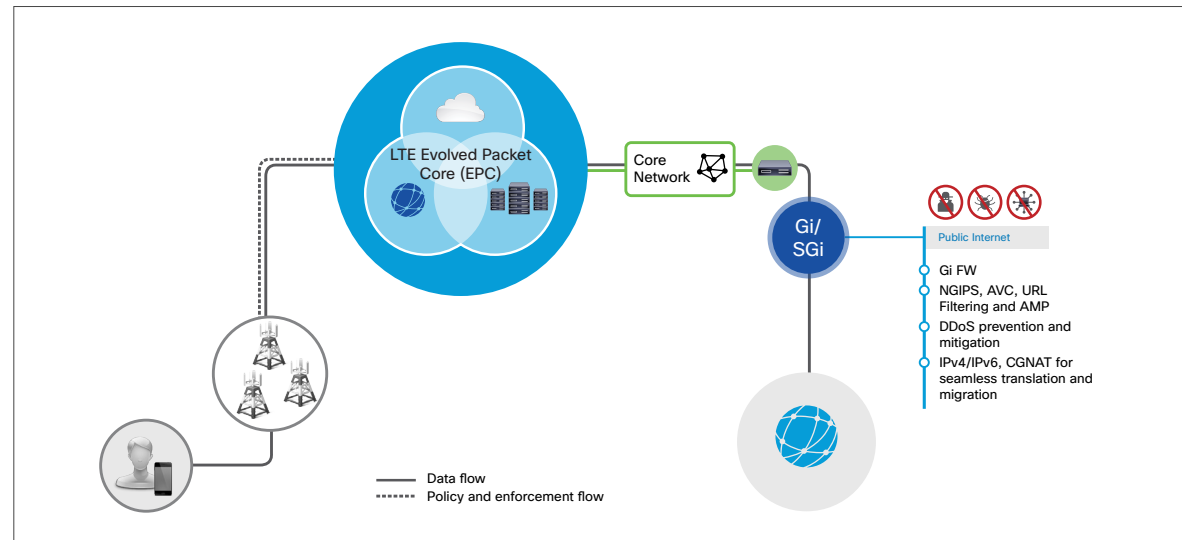 LTE Evolved Packet
Core (EPC)
Core
Network
Gi/
SGi
Public Internet
Gi FW
NGIPS, AVC, URL
Filtering and AMP
DDoS prevention and
mitigation
IPv4/IPv6, CGNAT for
seamless translation and
migration
Data flow
Policy and enforcement flow